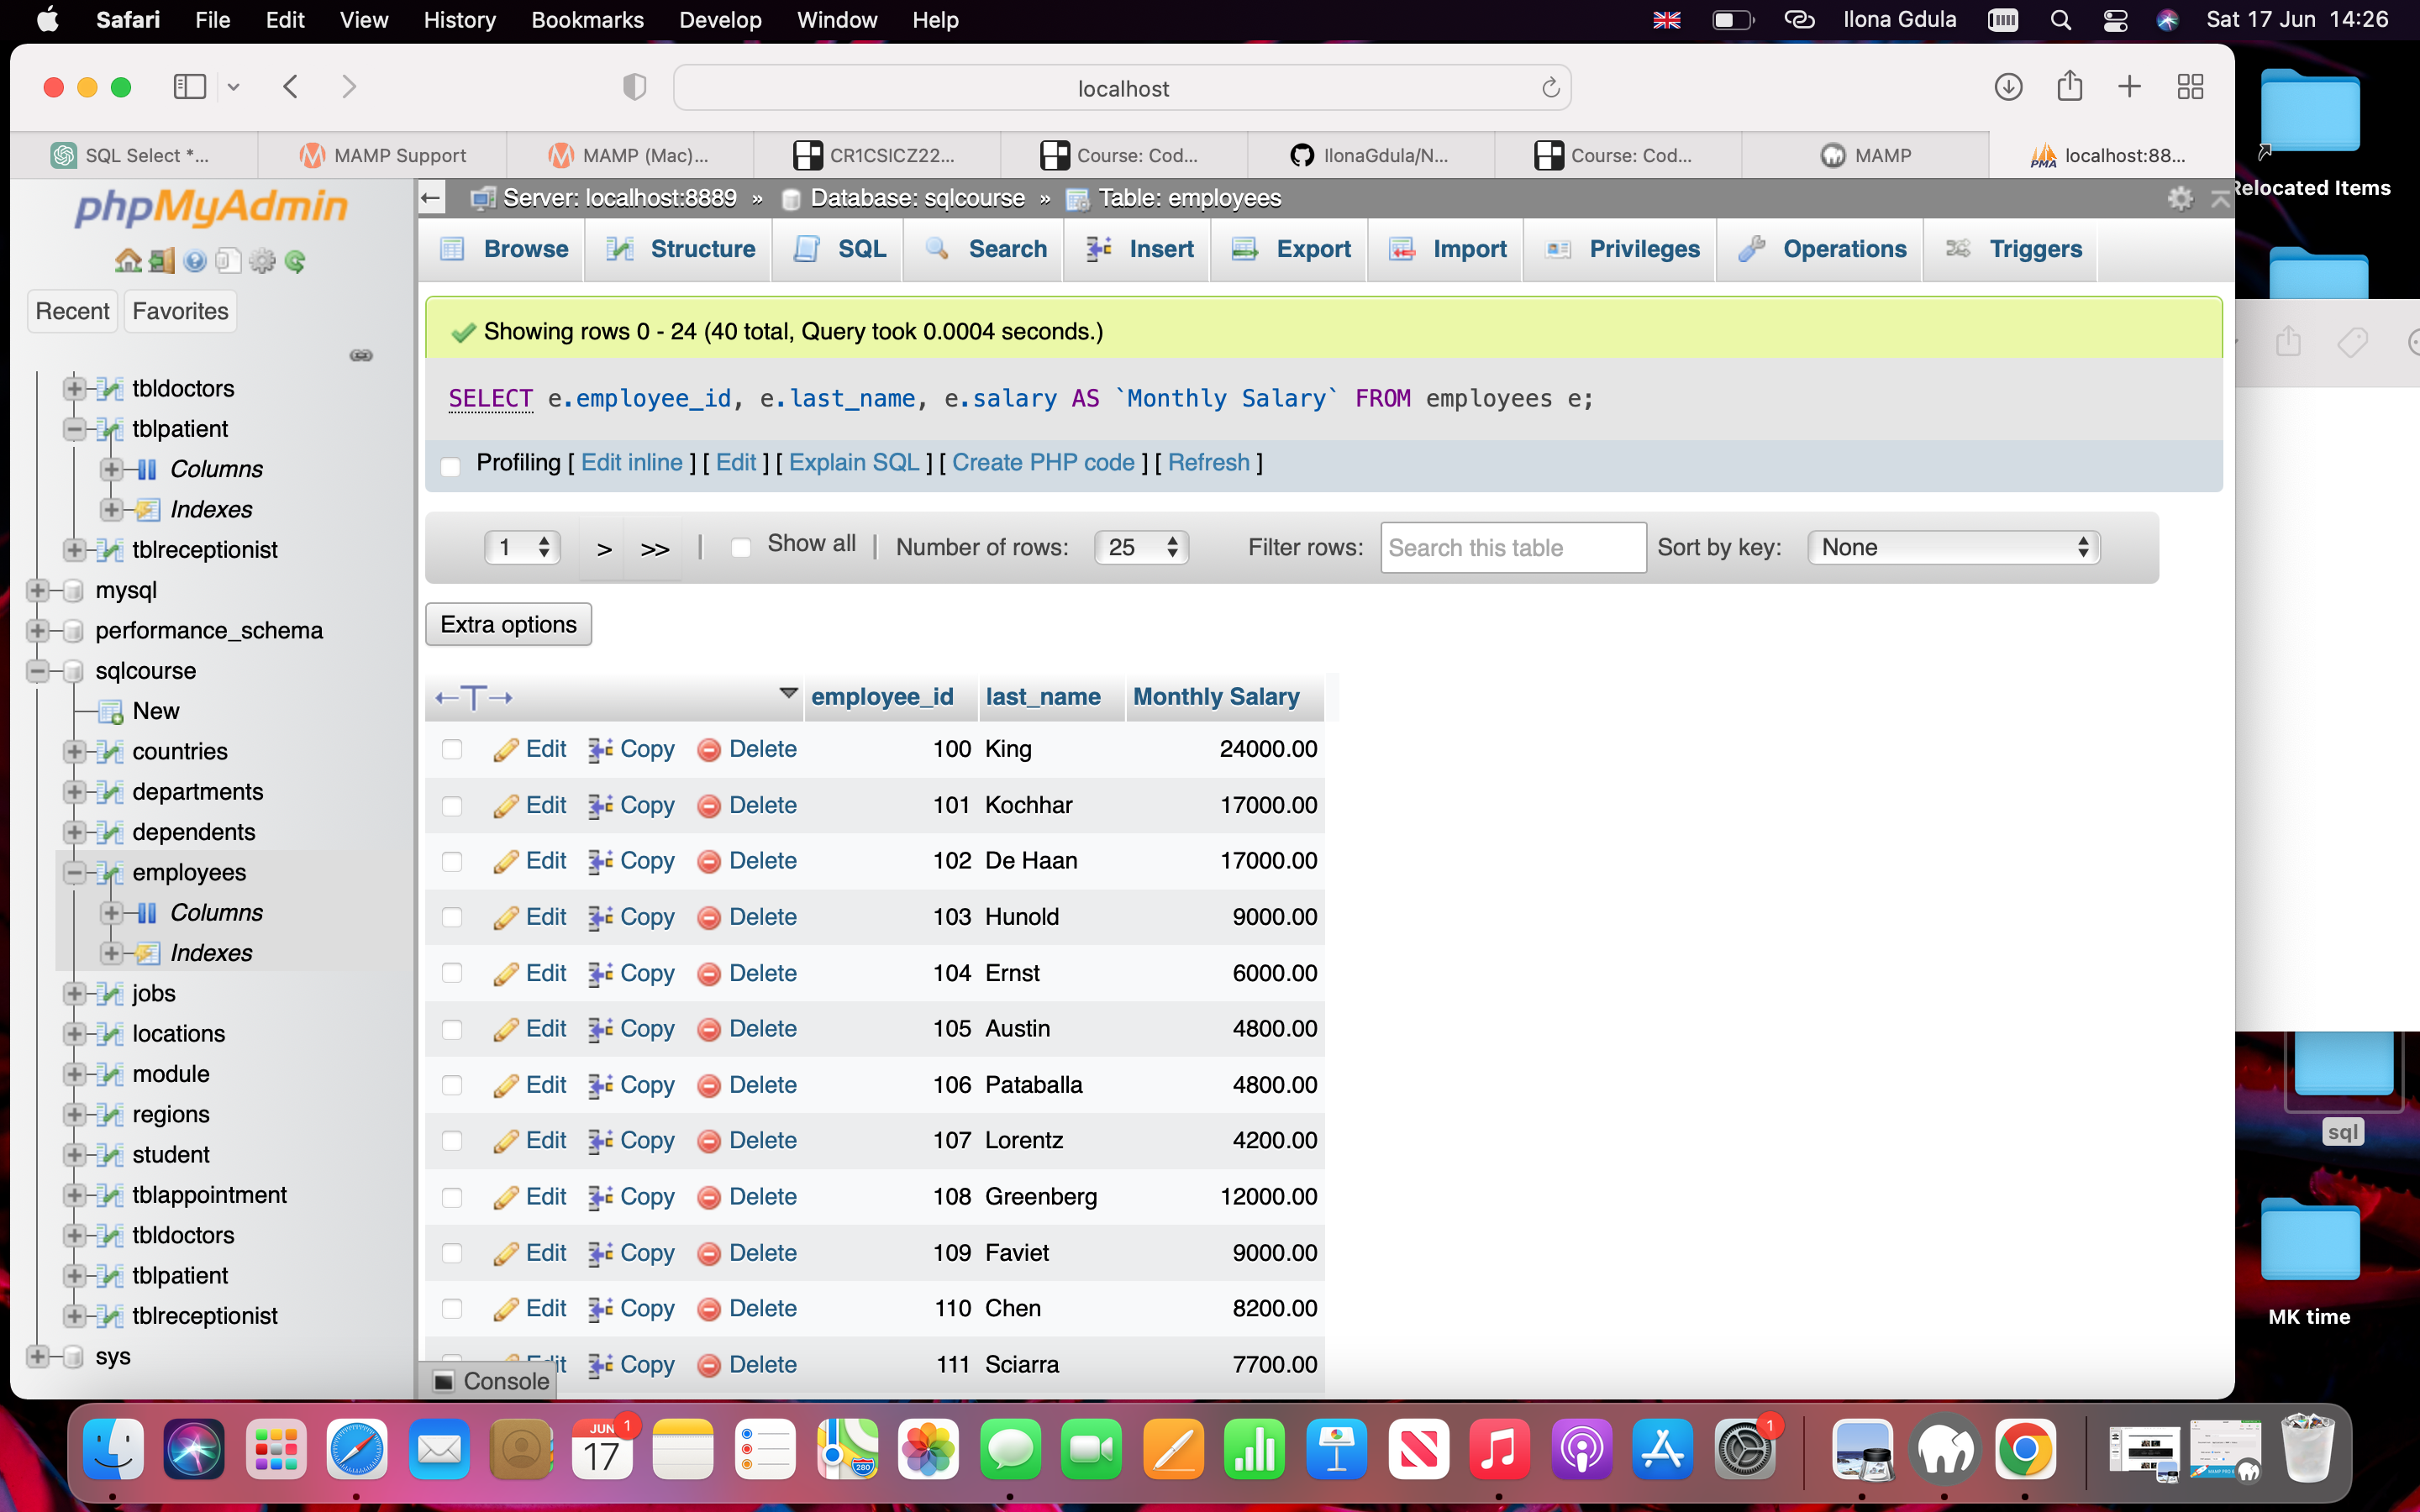 Safari File Edit View History Bookmarks Develop Window Help Ilona Gdula Sat 17 Jun 14:26
localhost
SQL Select *... MAMP Support MAMP (Mac)... CR1CSICZ22... Course: Cod... IlonaGdula/N... Course: Cod... MAMP PMA localhost:88...
phpMyAdmin
Recent Favorites
tbldoctors
tblpatient
Columns
Indexes
tblreceptionist
mysql
performance_schema
sqlcourse
New
countries
departments
dependents
employees
Columns
Indexes
jobs
locations
module
regions
student
tblappointment
tbldoctors
tblpatient
tblreceptionist
sys
Server: localhost:8889 » Database: sqlcourse » Table: employees
Browse Structure SQL Search Insert Export Import Privileges Operations Triggers
Showing rows 0 - 24 (40 total, Query took 0.0004 seconds.)
SELECT e.employee_id, e.last_name, e.salary AS `Monthly Salary` FROM employees e;
Profiling [ Edit inline ] [ Edit ] [ Explain SQL ] [ Create PHP code ] [ Refresh ]
1 > >> | Show all | Number of rows: 25 Filter rows: Search this table Sort by key: None
Extra options
←T→ employee_id last_name Monthly Salary
Edit Copy Delete 100 King 24000.00
Edit Copy Delete 101 Kochhar 17000.00
Edit Copy Delete 102 De Haan 17000.00
Edit Copy Delete 103 Hunold 9000.00
Edit Copy Delete 104 Ernst 6000.00
Edit Copy Delete 105 Austin 4800.00
Edit Copy Delete 106 Pataballa 4800.00
Edit Copy Delete 107 Lorentz 4200.00
Edit Copy Delete 108 Greenberg 12000.00
Edit Copy Delete 109 Faviet 9000.00
Edit Copy Delete 110 Chen 8200.00
Edit Copy Delete 111 Sciarra 7700.00
Console
Relocated Items
sql
MK time
JUN 1
17
280
1